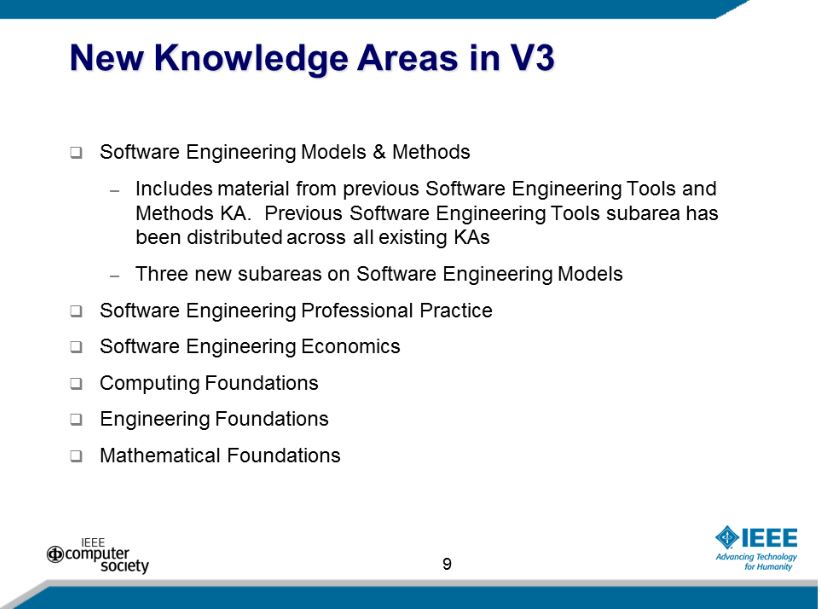 New Knowledge Areas in V3
❑ Software Engineering Models & Methods
– Includes material from previous Software Engineering Tools and
Methods KA.  Previous Software Engineering Tools subarea has
been distributed across all existing KAs
– Three new subareas on Software Engineering Models
❑ Software Engineering Professional Practice
❑ Software Engineering Economics
❑ Computing Foundations
❑ Engineering Foundations
❑ Mathematical Foundations
IEEE
computer
society
9
IEEE
Advancing Technology
for Humanity